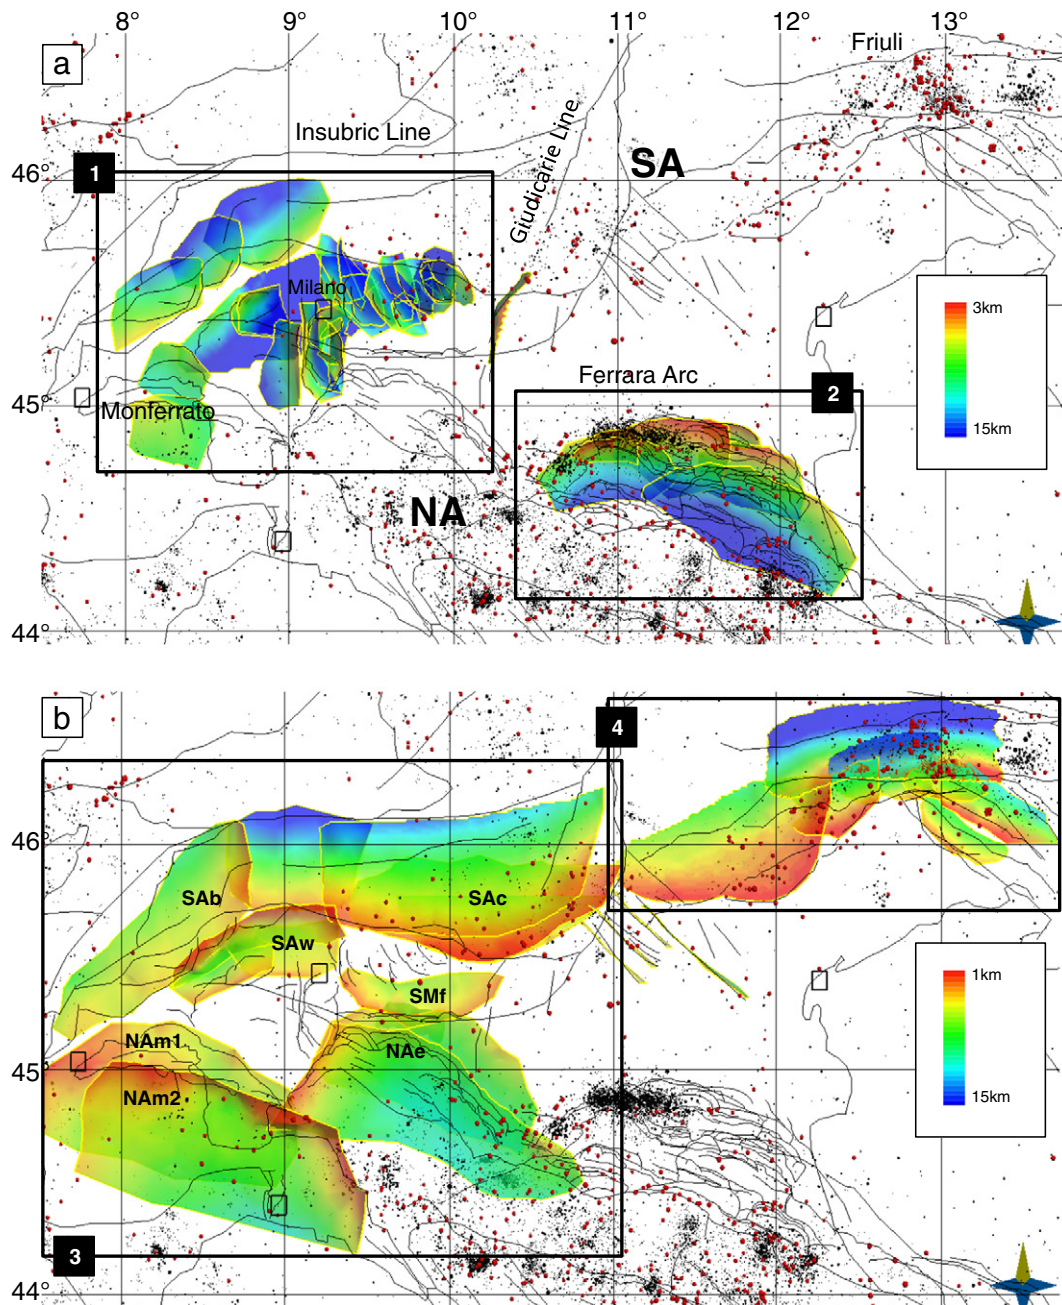 8° 9° 10° 11° 12° 13°
a
Friuli
Insubric Line
Giudicarie Line
SA
46°
1
3km
Milano
Ferrara Arc
2
15km
45°
Monferrato
NA
44°
b
4
46°
SAb
SAc
SAw
SMf
1km
NAm1
NAe
45°
NAm2
15km
3
44°